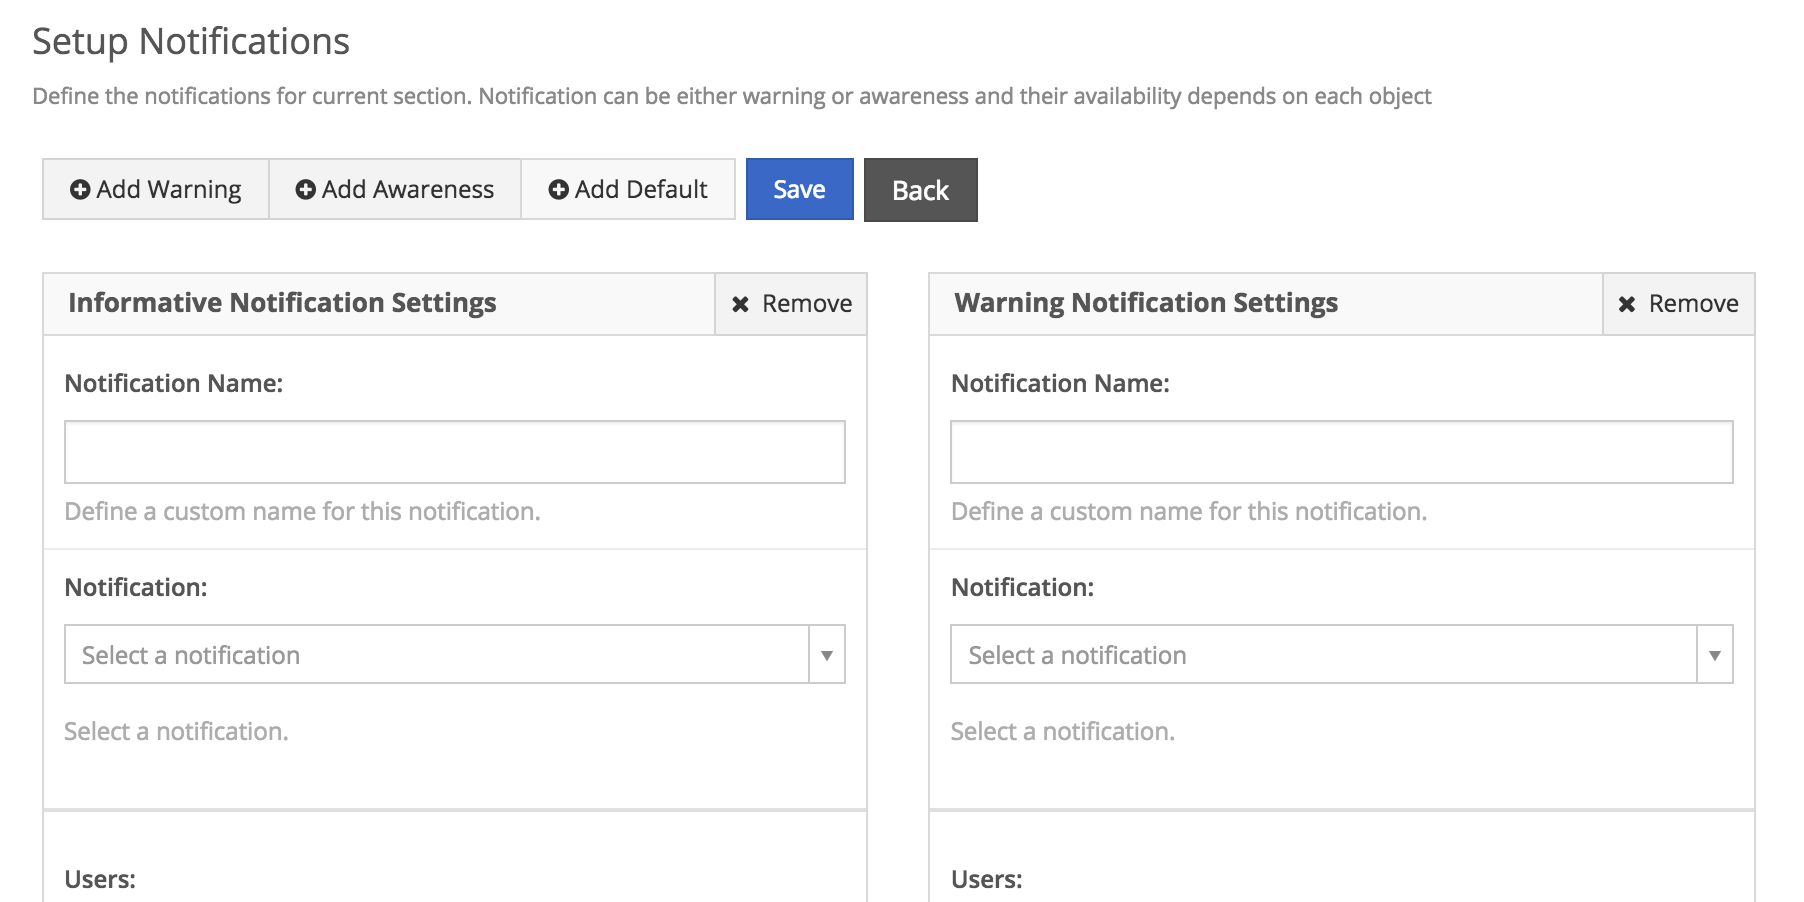 Setup Notifications
Define the notifications for current section. Notification can be either warning or awareness and their availability depends on each object
Add Warning
Add Awareness
Add Default
Save
Back
Informative Notification Settings
Remove
Notification Name:
Define a custom name for this notification.
Notification:
Select a notification
Select a notification.
Users:
Warning Notification Settings
Remove
Notification Name:
Define a custom name for this notification.
Notification:
Select a notification
Select a notification.
Users: